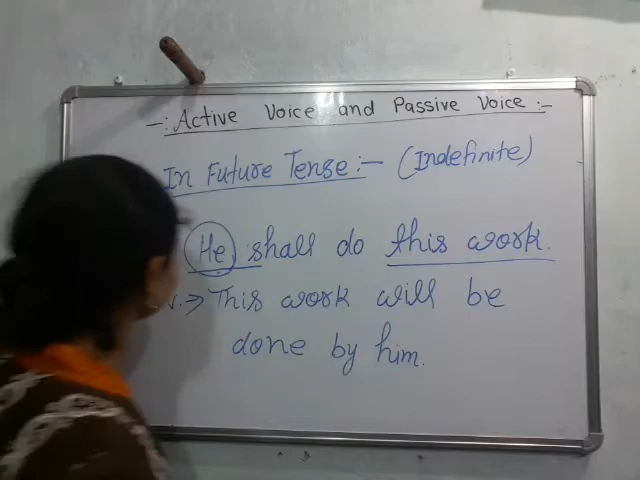 -: Active Voice and Passive Voice :-
In Future Tense :- (Indefinite)
He shall do this work.
V. → This work will be
done by him.